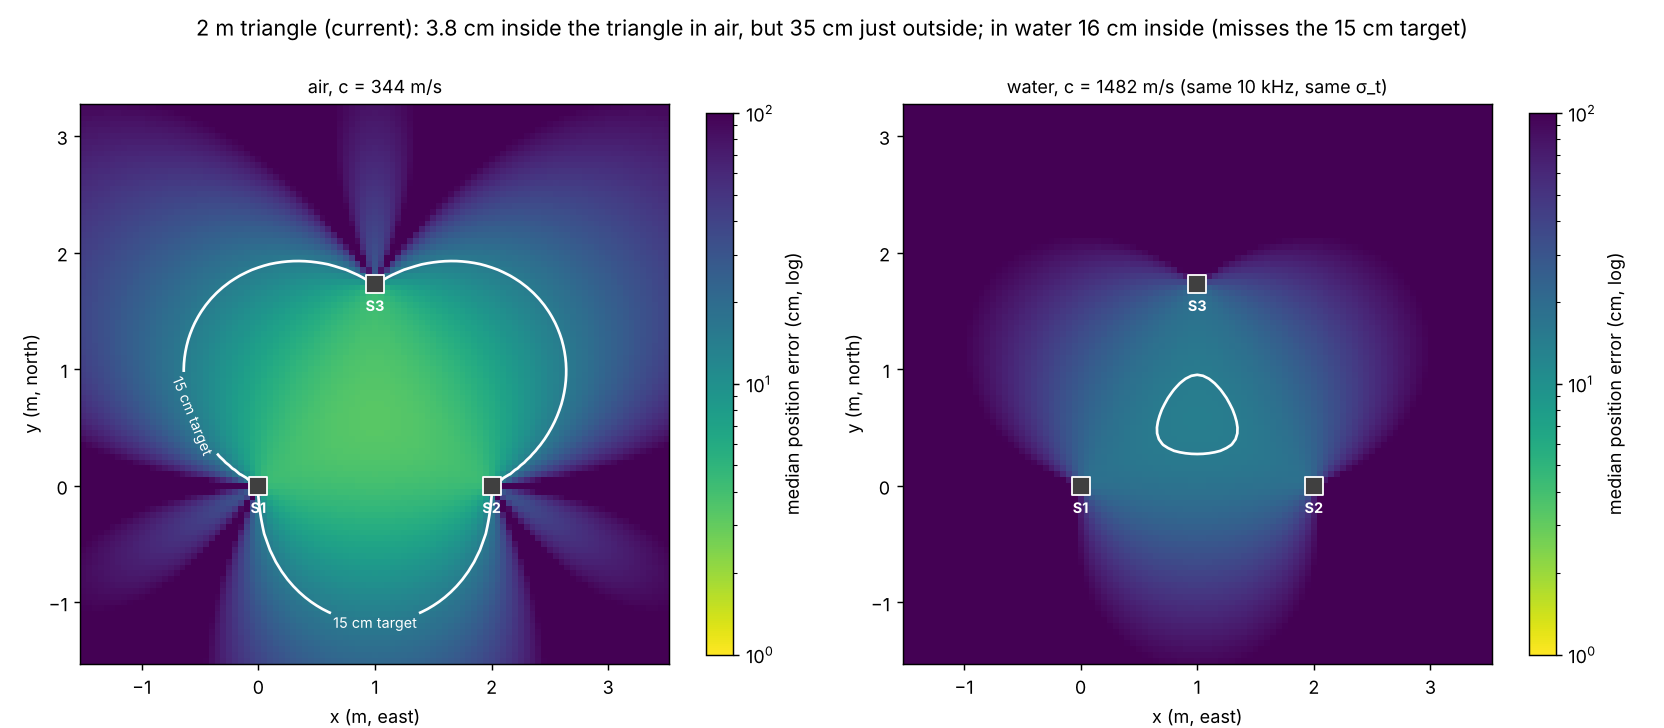 2 m triangle (current): 3.8 cm inside the triangle in air, but 35 cm just outside; in water 16 cm inside (misses the 15 cm target)
air, c = 344 m/s
y (m, north)
3
2
1
0
−1
S3
S1
S2
15 cm target
15 cm target
−1
0
1
2
3
x (m, east)
10²
10¹
10⁰
median position error (cm, log)
water, c = 1482 m/s (same 10 kHz, same σ_t)
y (m, north)
3
2
1
0
−1
S3
S1
S2
−1
0
1
2
3
x (m, east)
10²
10¹
10⁰
median position error (cm, log)